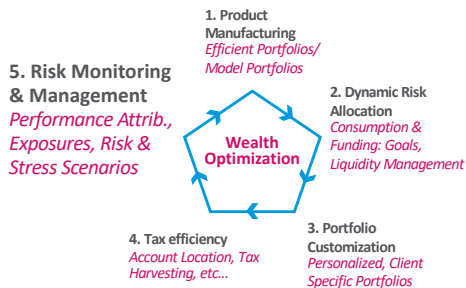 1. Product
Manufacturing
Efficient Portfolios/
Model Portfolios
2. Dynamic Risk
Allocation
Consumption &
Funding: Goals,
Liquidity Management
3. Portfolio
Customization
Personalized, Client
Specific Portfolios
4. Tax efficiency
Account Location, Tax
Harvesting, etc...
5. Risk Monitoring
& Management
Performance Attrib.,
Exposures, Risk &
Stress Scenarios
Wealth
Optimization